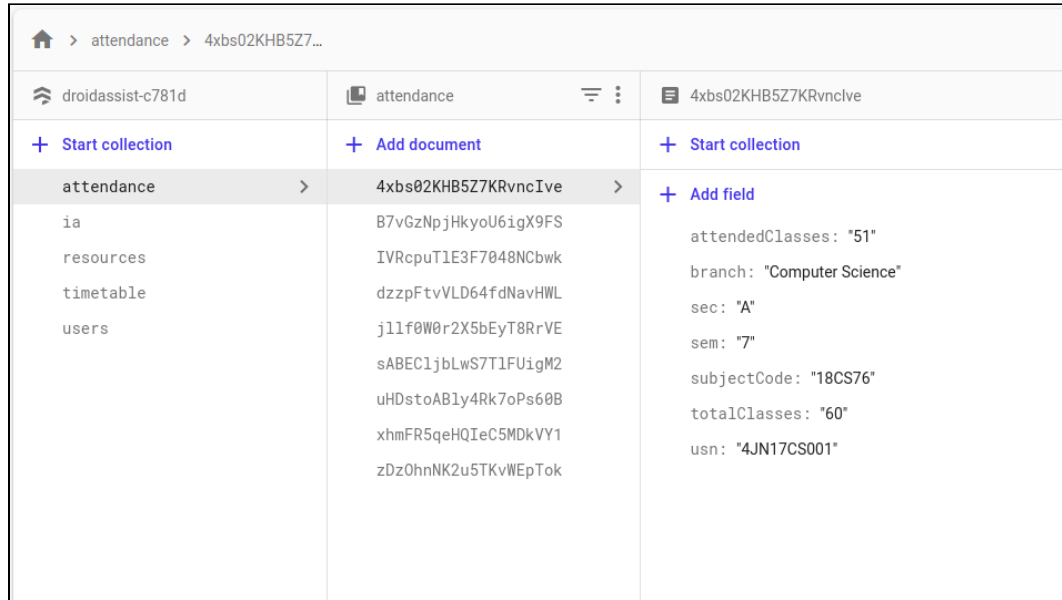 attendance > 4xbs02KHB5Z7…
droidassist-c781d
+ Start collection
attendance
ia
resources
timetable
users
attendance
+ Add document
4xbs02KHB5Z7KRvncIve
B7vGzNpjHkyoU6igX9FS
IVRcpuTlE3F7048NCbwk
dzzpFtvVLD64fdNavHWL
jllf0W0r2X5bEyT8RrVE
sABECljbLwS7TlFUigM2
uHDstoABly4Rk7oPs60B
xhmFR5qeHQIeC5MDkVY1
zDzOhnNK2u5TKvWEpTok
4xbs02KHB5Z7KRvncIve
+ Start collection
+ Add field
attendedClasses: "51"
branch: "Computer Science"
sec: "A"
sem: "7"
subjectCode: "18CS76"
totalClasses: "60"
usn: "4JN17CS001"